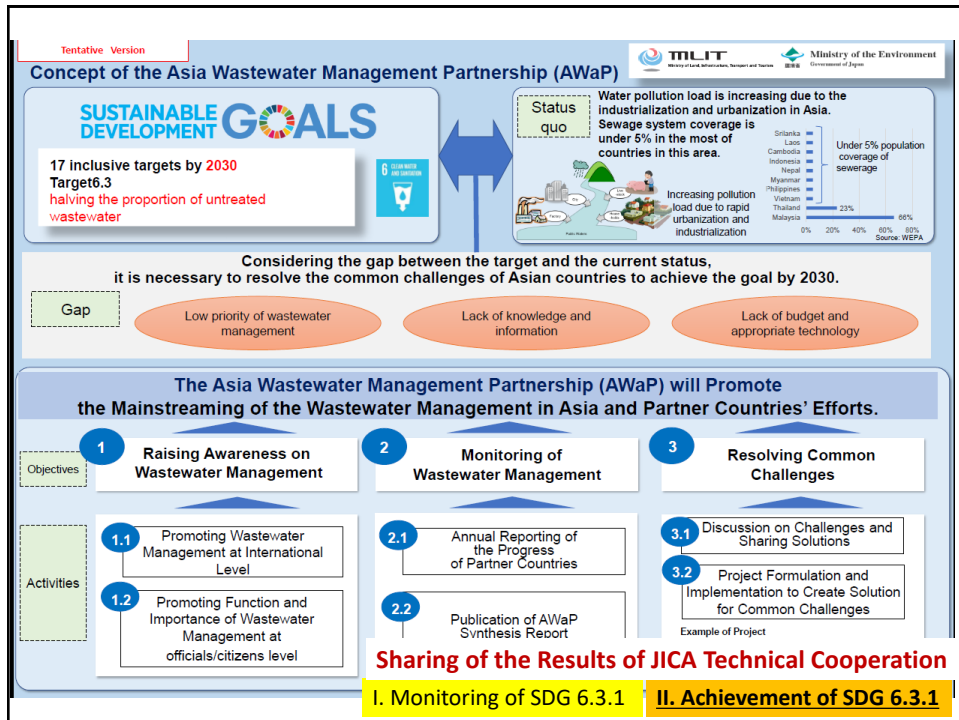 Tentative Version
MLIT
Ministry of Land, Infrastructure, Transport and Tourism
環境省
Ministry of the Environment
Government of Japan
Concept of the Asia Wastewater Management Partnership (AWaP)
SUSTAINABLE
DEVELOPMENT
GOALS
17 inclusive targets by 2030
Target6.3
halving the proportion of untreated
wastewater
6 CLEAN WATER
AND SANITATION
Status
quo
Water pollution load is increasing due to the
industrialization and urbanization in Asia.
Sewage system coverage is
under 5% in the most of
countries in this area.
Increasing pollution
load due to rapid
urbanization and
industrialization
Srilanka
Laos
Cambodia
Indonesia
Nepal
Myanmar
Philippines
Vietnam
Thailand
Malaysia
Under 5% population
coverage of
sewerage
23%
66%
0% 20% 40% 60% 80%
Source: WEPA
Considering the gap between the target and the current status,
it is necessary to resolve the common challenges of Asian countries to achieve the goal by 2030.
Gap
Low priority of wastewater
management
Lack of knowledge and
information
Lack of budget and
appropriate technology
The Asia Wastewater Management Partnership (AWaP) will Promote
the Mainstreaming of the Wastewater Management in Asia and Partner Countries' Efforts.
Objectives
1
Raising Awareness on
Wastewater Management
2
Monitoring of
Wastewater Management
3
Resolving Common
Challenges
Activities
1.1
Promoting Wastewater
Management at International
Level
1.2
Promoting Function and
Importance of Wastewater
Management at
officials/citizens level
2.1
Annual Reporting of
the Progress
of Partner Countries
2.2
Publication of AWaP
Synthesis Report
3.1
Discussion on Challenges and
Sharing Solutions
3.2
Project Formulation and
Implementation to Create Solution
for Common Challenges
Example of Project
Sharing of the Results of JICA Technical Cooperation
I. Monitoring of SDG 6.3.1
II. Achievement of SDG 6.3.1